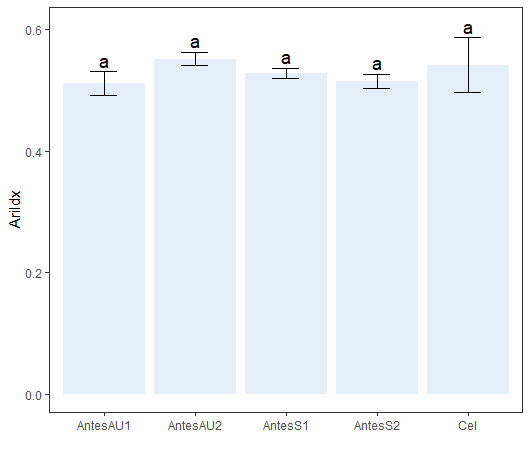 a
a
a
a
a
0.6
0.4
0.2
0.0
AriIdx
AntesAU1
AntesAU2
AntesS1
AntesS2
Cel